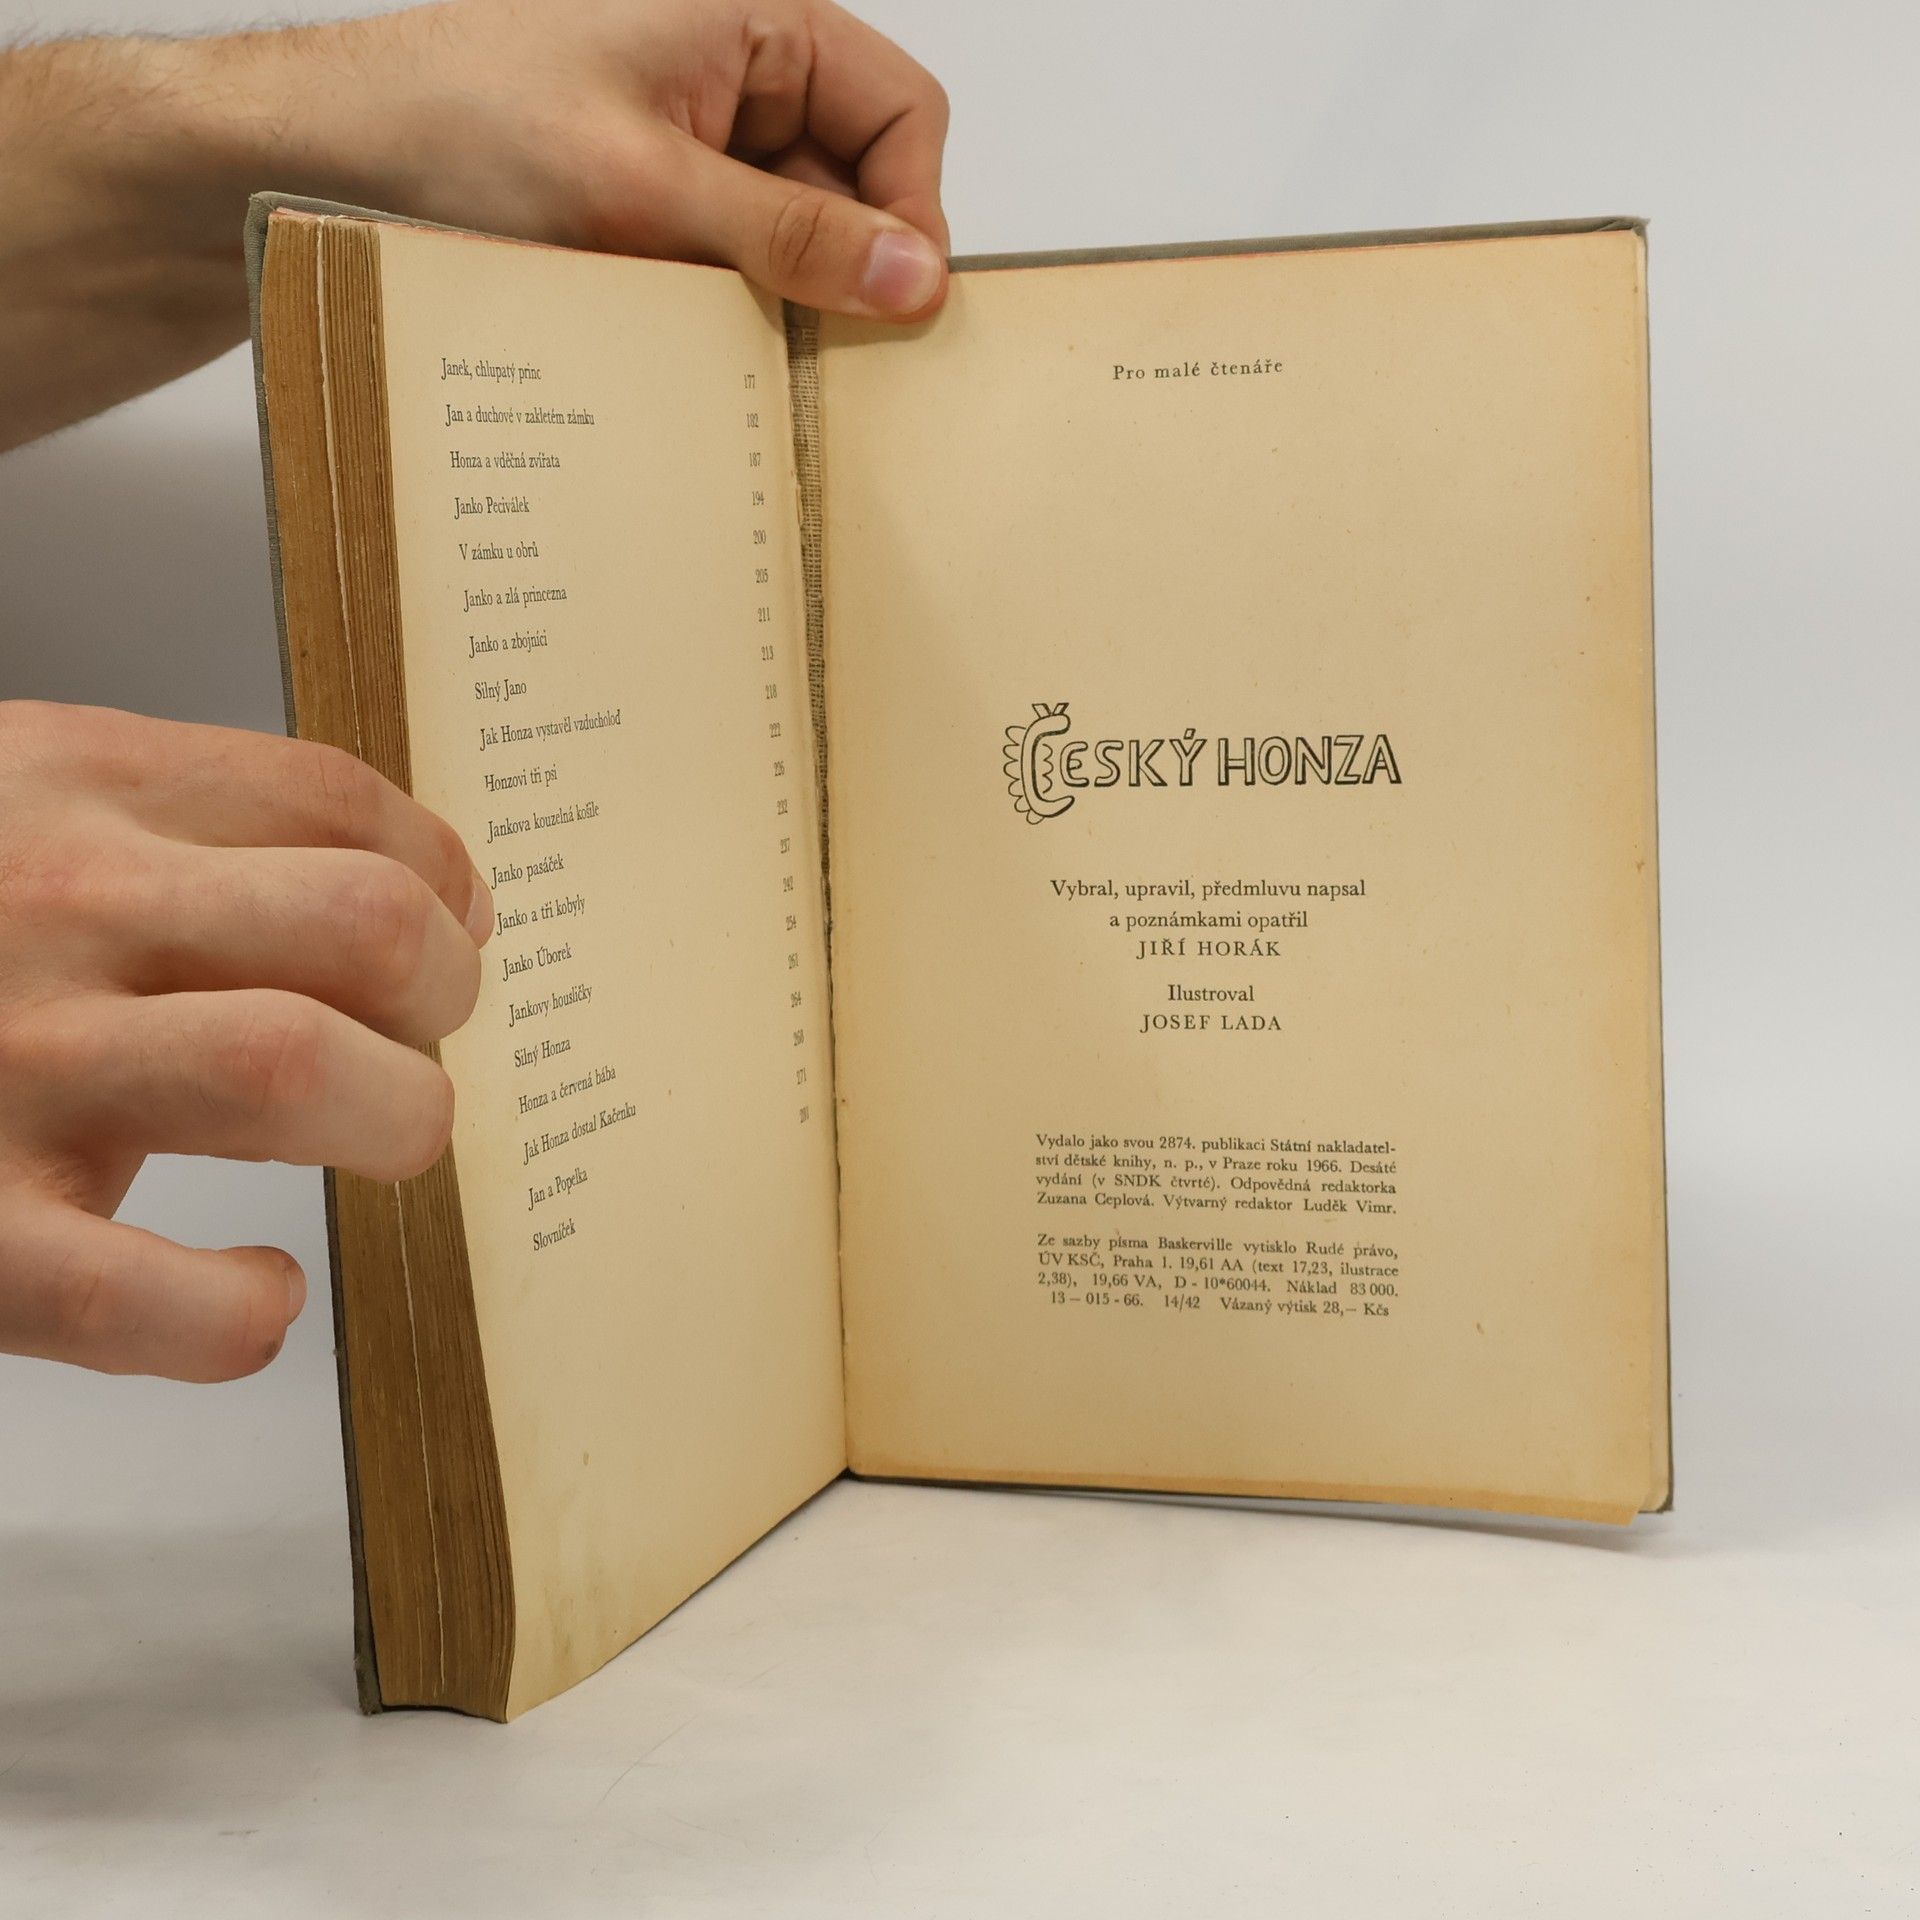 Janek, chlupatý princ 177
Jan a duchové v zakletém zámku 182
Honza a vděčná zvířata 187
Janko Peciválek 194
V zámku u obrů 200
Janko a zlá princezna 205
Janko a zbojníci 211
Silný Jano 213
Jak Honza vystavěl vzducholoď 218
Honzovi tři psi 222
Jankova kouzelná košile 226
Janko pasáček 232
Janko a tři kobyly 237
Janko Úborek 242
Jankovy housličky 254
Silný Honza 261
Honza a červená bába 264
Jak Honza dostal Kačenku 268
Jan a Popelka 271
Slovníček 281
Pro malé čtenáře
ČESKÝ HONZA
Vybral, upravil, předmluvu napsal
a poznámkami opatřil
JIŘÍ HORÁK
Ilustroval
JOSEF LADA
Vydalo jako svou 2874. publikaci Státní nakladatel-
ství dětské knihy, n. p., v Praze roku 1966. Desáté
vydání (v SNDK čtvrté). Odpovědná redaktorka
Zuzana Ceplová. Výtvarný redaktor Luděk Vimr.
Ze sazby písma Baskerville vytisklo Rudé právo,
ÚV KSČ, Praha 1. 19,61 AA (text 17,23, ilustrace
2,38), 19,66 VA, D - 10*60044. Náklad 83 000.
13 — 015 - 66. 14/42 Vázaný výtisk 28,— Kčs